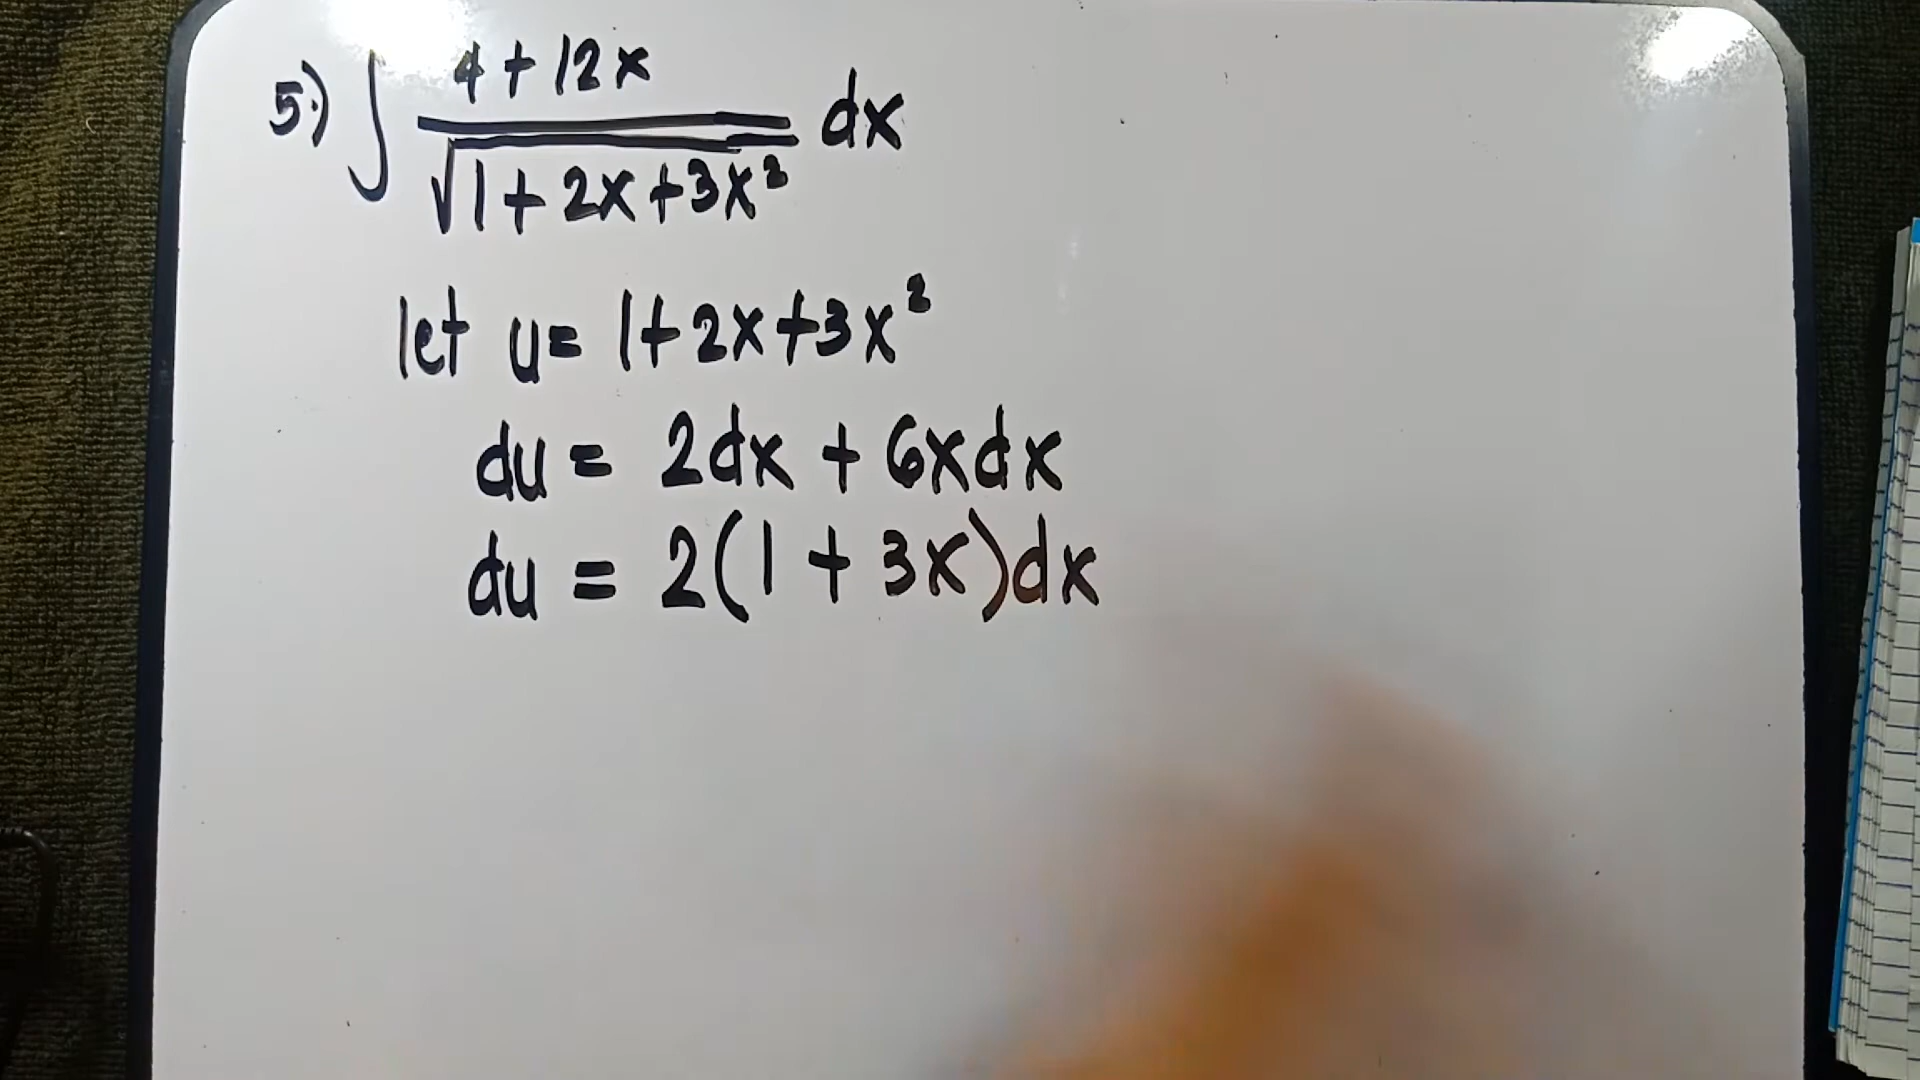 5.) ∫ (4 + 12x) / √(1 + 2x + 3x²) dx
let u = 1 + 2x + 3x²
du = 2dx + 6xdx
du = 2(1 + 3x)dx